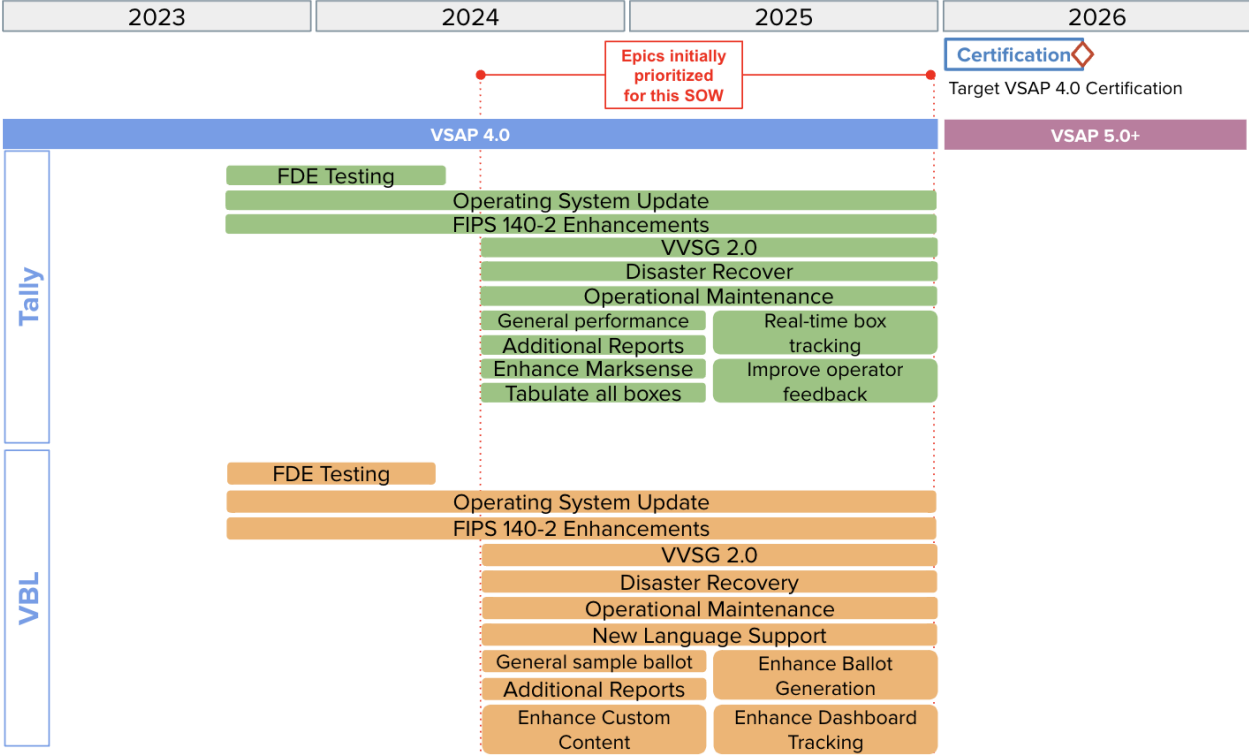 2023 2024 2025 2026
Epics initially
prioritized
for this SOW
Certification
Target VSAP 4.0 Certification
VSAP 4.0
VSAP 5.0+
Tally
FDE Testing
Operating System Update
FIPS 140-2 Enhancements
VVSG 2.0
Disaster Recover
Operational Maintenance
General performance
Additional Reports
Real-time box
tracking
Enhance Marksense
Tabulate all boxes
Improve operator
feedback
VBL
FDE Testing
Operating System Update
FIPS 140-2 Enhancements
VVSG 2.0
Disaster Recovery
Operational Maintenance
New Language Support
General sample ballot
Additional Reports
Enhance Ballot
Generation
Enhance Custom
Content
Enhance Dashboard
Tracking